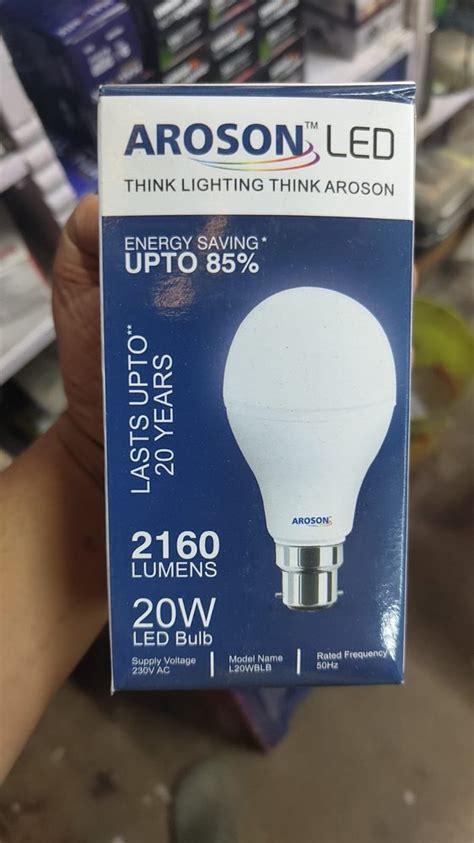 AROSON™ LED
THINK LIGHTING THINK AROSON
ENERGY SAVING*
UPTO 85%
LASTS UPTO**
20 YEARS
AROSON
2160
LUMENS
20W
LED Bulb
Supply Voltage
230V AC
Model Name
L20WBLB
Rated Frequency
50Hz